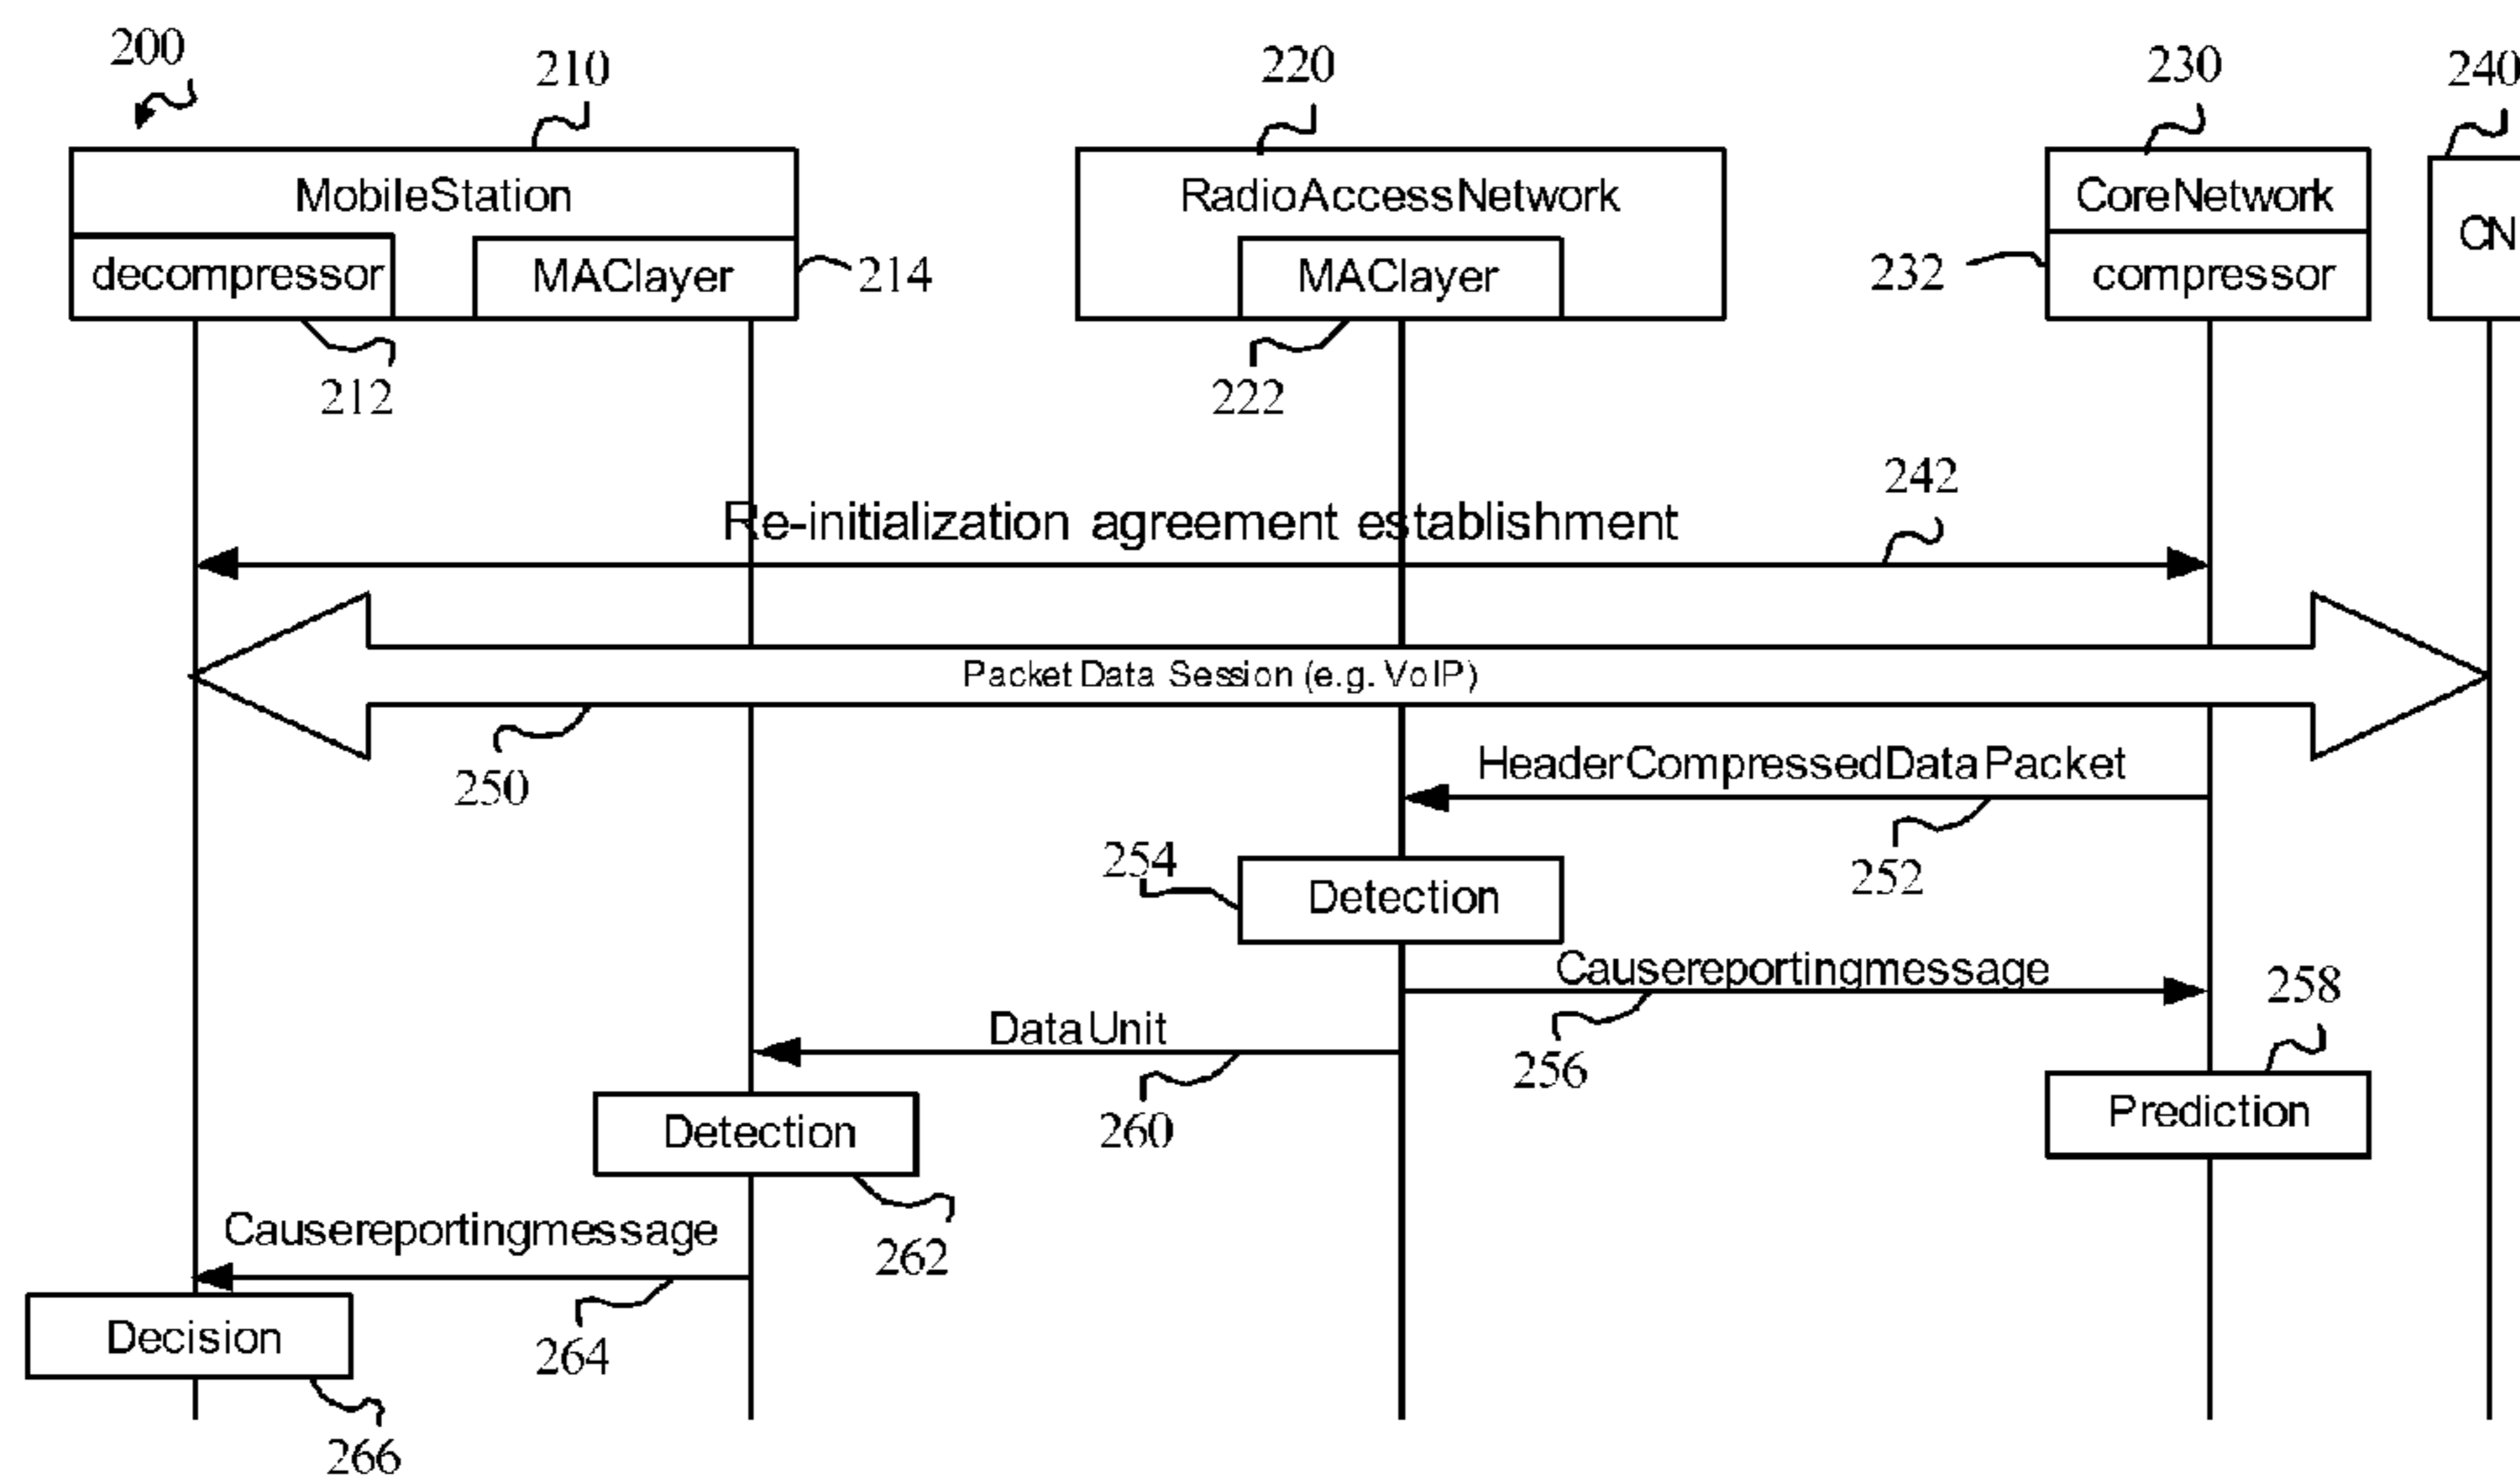 200
210
220
230
240
MobileStation
RadioAccessNetwork
CoreNetwork
CN
decompressor
MAClayer
214
MAClayer
232
compressor
212
222
242
Re-initialization agreement establishment
Packet Data Session (e.g. VoIP)
250
HeaderCompressedDataPacket
252
254
Detection
Causereportingmessage
256
258
DataUnit
260
Prediction
Detection
262
Causereportingmessage
264
Decision
266